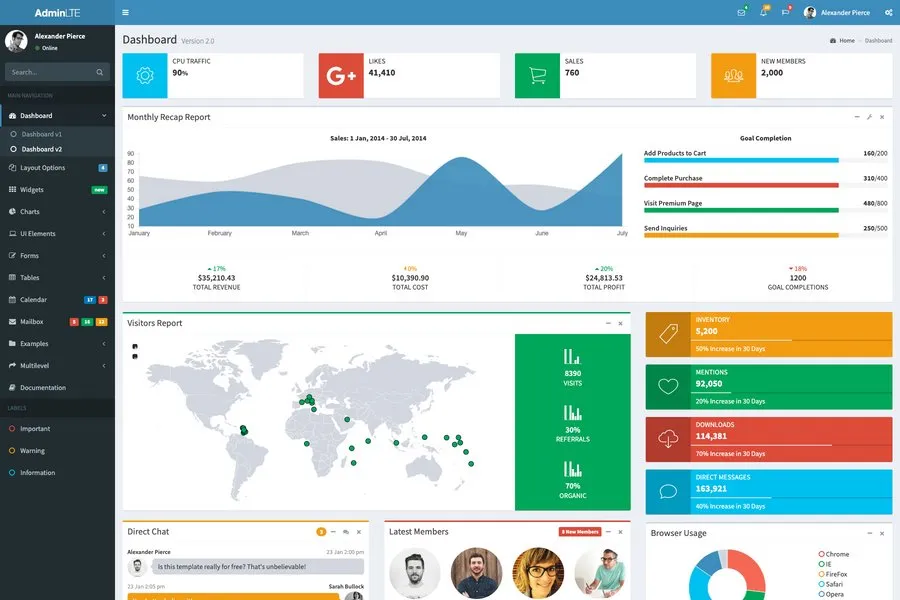 AdminLTE
4
10
9
Alexander Pierce
Alexander Pierce
Online
Search...
MAIN NAVIGATION
Dashboard
Dashboard v1
Dashboard v2
Layout Options 4
Widgets new
Charts
UI Elements
Forms
Tables
Calendar 17 3
Mailbox 5 16 12
Examples
Multilevel
Documentation
LABELS
Important
Warning
Information
Dashboard Version 2.0
Home Dashboard
CPU TRAFFIC
90%
G+
LIKES
41,410
SALES
760
NEW MEMBERS
2,000
Monthly Recap Report
Sales: 1 Jan, 2014 - 30 Jul, 2014
90
80
70
60
50
40
30
20
10
January February March April May June July
Goal Completion
Add Products to Cart 160/200
Complete Purchase 310/400
Visit Premium Page 480/800
Send Inquiries 250/500
17% 0% 20% 18%
$35,210.43 $10,390.90 $24,813.53 1200
TOTAL REVENUE TOTAL COST TOTAL PROFIT GOAL COMPLETIONS
Visitors Report
8390
VISITS
30%
REFERRALS
70%
ORGANIC
INVENTORY
5,200
50% Increase in 30 Days
MENTIONS
92,050
20% Increase in 30 Days
DOWNLOADS
114,381
70% Increase in 30 Days
DIRECT MESSAGES
163,921
40% Increase in 30 Days
Direct Chat 3
Alexander Pierce 23 Jan 2:00 pm
Is this template really for free? That's unbelievable!
23 Jan 2:05 pm Sarah Bullock
Latest Members 8 New Members
Browser Usage
Chrome
IE
FireFox
Safari
Opera